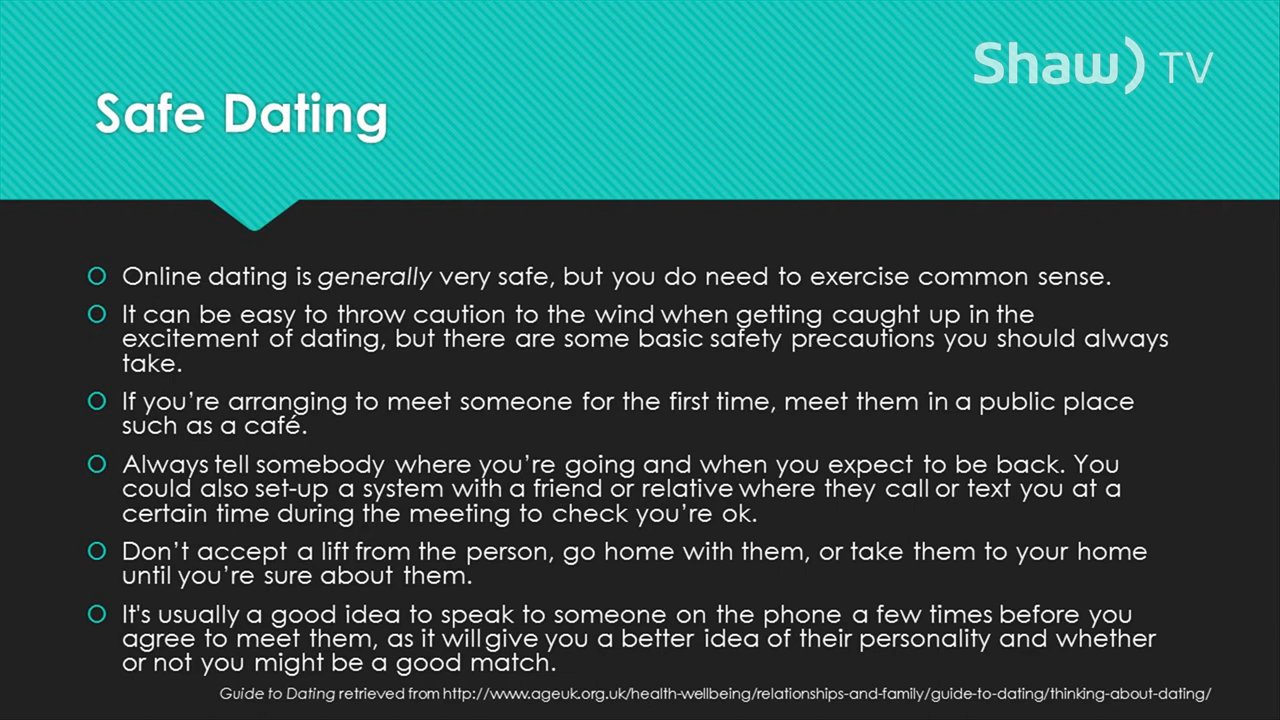 Shaw) TV
Safe Dating
Online dating is generally very safe, but you do need to exercise common sense.
It can be easy to throw caution to the wind when getting caught up in the
excitement of dating, but there are some basic safety precautions you should always
take.
If you’re arranging to meet someone for the first time, meet them in a public place
such as a café.
Always tell somebody where you’re going and when you expect to be back. You
could also set-up a system with a friend or relative where they call or text you at a
certain time during the meeting to check you’re ok.
Don’t accept a lift from the person, go home with them, or take them to your home
until you’re sure about them.
It's usually a good idea to speak to someone on the phone a few times before you
agree to meet them, as it will give you a better idea of their personality and whether
or not you might be a good match.
Guide to Dating retrieved from http://www.ageuk.org.uk/health-wellbeing/relationships-and-family/guide-to-dating/thinking-about-dating/